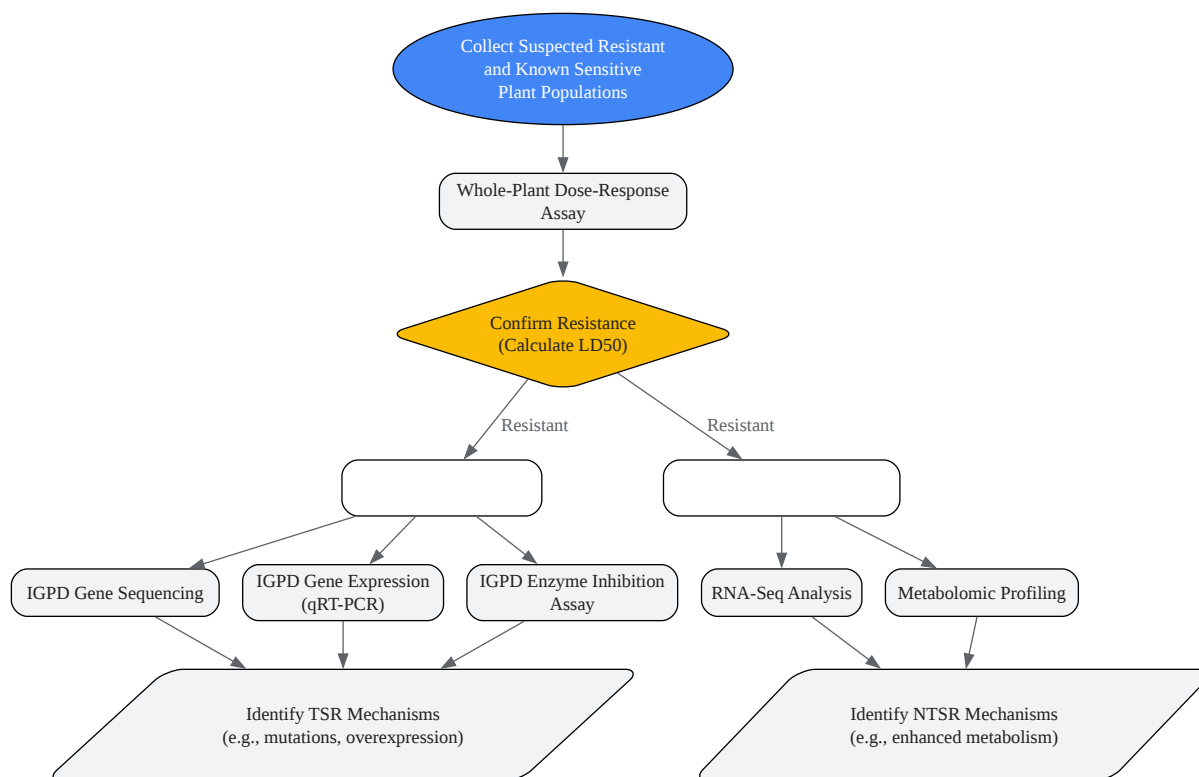 Collect Suspected Resistant
and Known Sensitive
Plant Populations
Whole-Plant Dose-Response
Assay
Confirm Resistance
(Calculate LD50)
Resistant
Resistant
IGPD Gene Sequencing
IGPD Gene Expression
(qRT-PCR)
IGPD Enzyme Inhibition
Assay
RNA-Seq Analysis
Metabolomic Profiling
Identify TSR Mechanisms
(e.g., mutations, overexpression)
Identify NTSR Mechanisms
(e.g., enhanced metabolism)